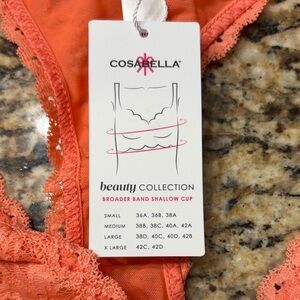 COSABELLA
beauty COLLECTION
BROADER BAND SHALLOW CUP
SMALL 36A, 36B, 38A
MEDIUM 38B, 38C, 40A, 42A
LARGE 38D, 40C, 40D, 42B
X LARGE 42C, 42D